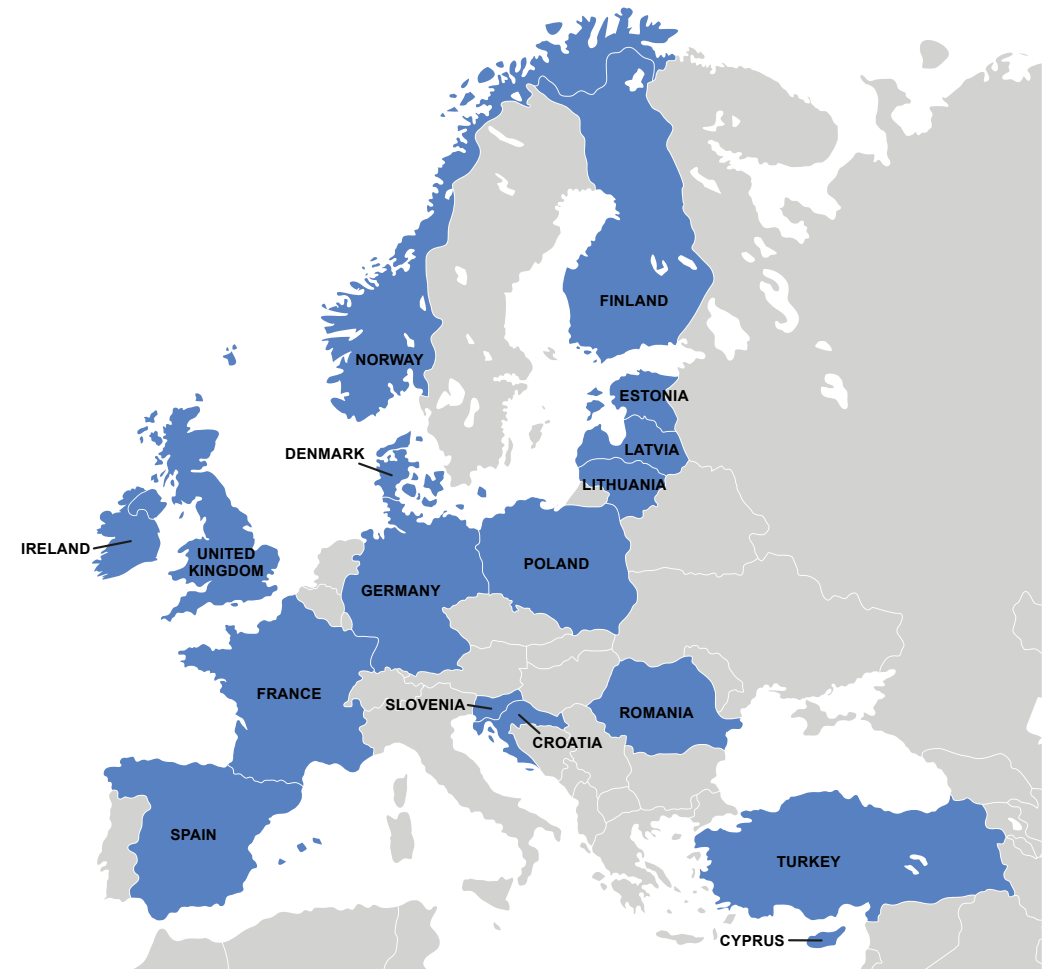 FINLAND
NORWAY
ESTONIA
DENMARK
LATVIA
LITHUANIA
IRELAND
UNITED
KINGDOM
POLAND
GERMANY
FRANCE
SLOVENIA
ROMANIA
CROATIA
SPAIN
TURKEY
CYPRUS